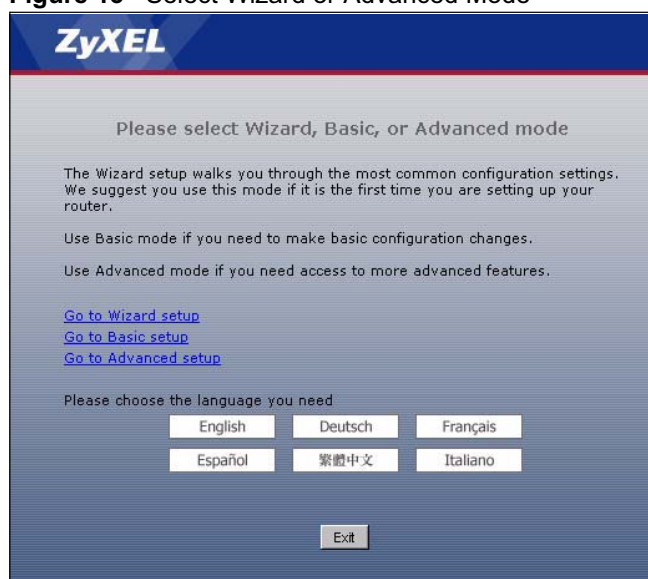 Select Wizard or Advanced Mode
ZyXEL
Please select Wizard, Basic, or Advanced mode
The Wizard setup walks you through the most common configuration settings.
We suggest you use this mode if it is the first time you are setting up your
router.
Use Basic mode if you need to make basic configuration changes.
Use Advanced mode if you need access to more advanced features.
Go to Wizard setup
Go to Basic setup
Go to Advanced setup
Please choose the language you need
English Deutsch Français
Español 繁體中文 Italiano
Exit